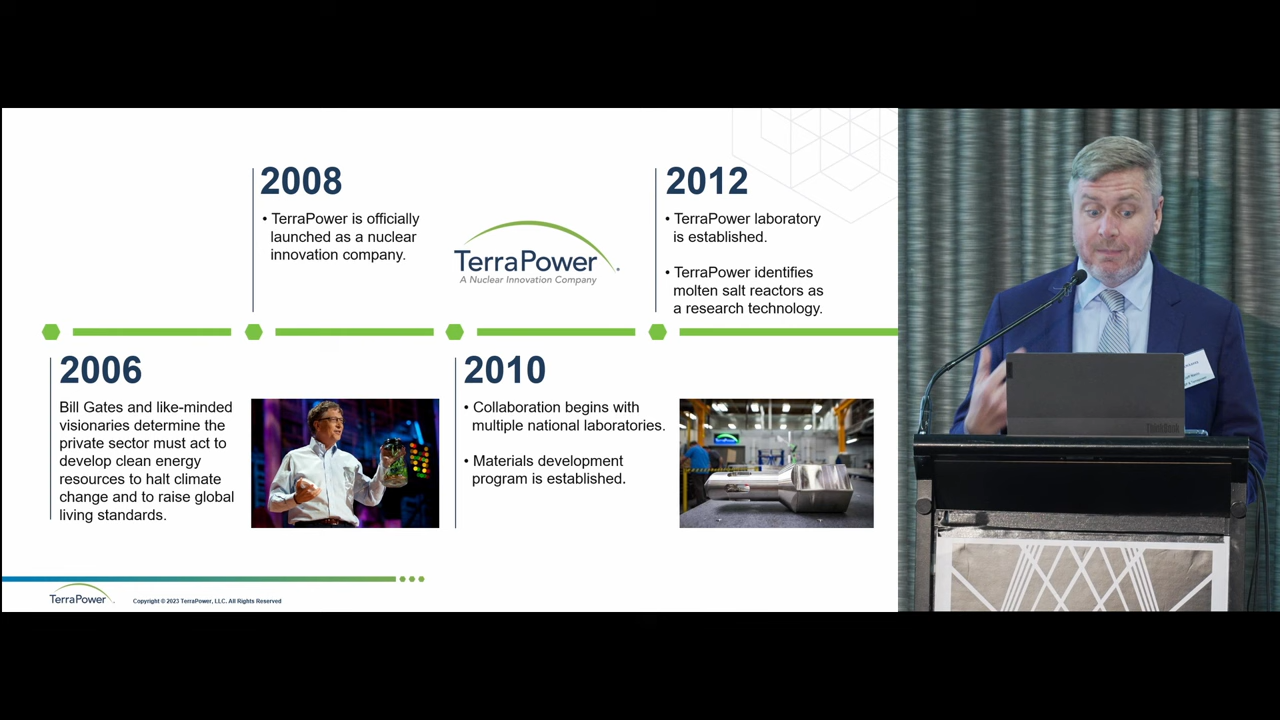 2008
• TerraPower is officially
launched as a nuclear
innovation company.
TerraPower
A Nuclear Innovation Company
2012
• TerraPower laboratory
is established.
• TerraPower identifies
molten salt reactors as
a research technology.
2006
Bill Gates and like-minded
visionaries determine the
private sector must act to
develop clean energy
resources to halt climate
change and to raise global
living standards.
2010
• Collaboration begins with
multiple national laboratories.
• Materials development
program is established.
TerraPower
Copyright © 2023 TerraPower, LLC. All Rights Reserved
ThinkBook